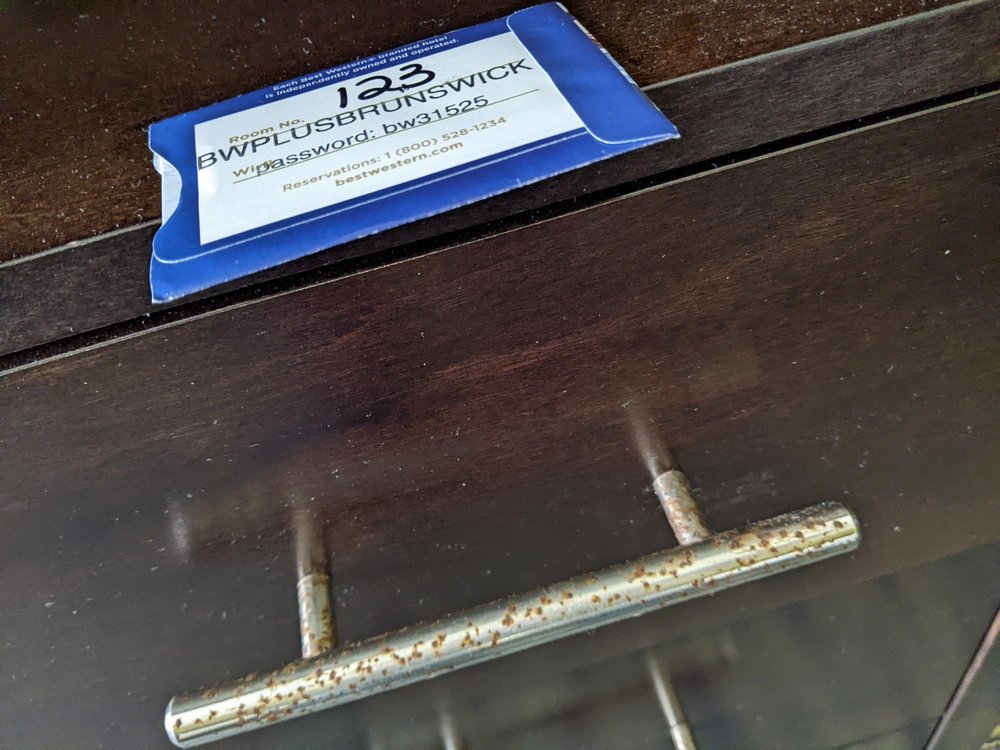 Each Best Western® branded hotel
is independently owned and operated.
Room No. 123
BWPLUSBRUNSWICK
password: bw31525
Reservations: 1 (800) 528-1234
bestwestern.com